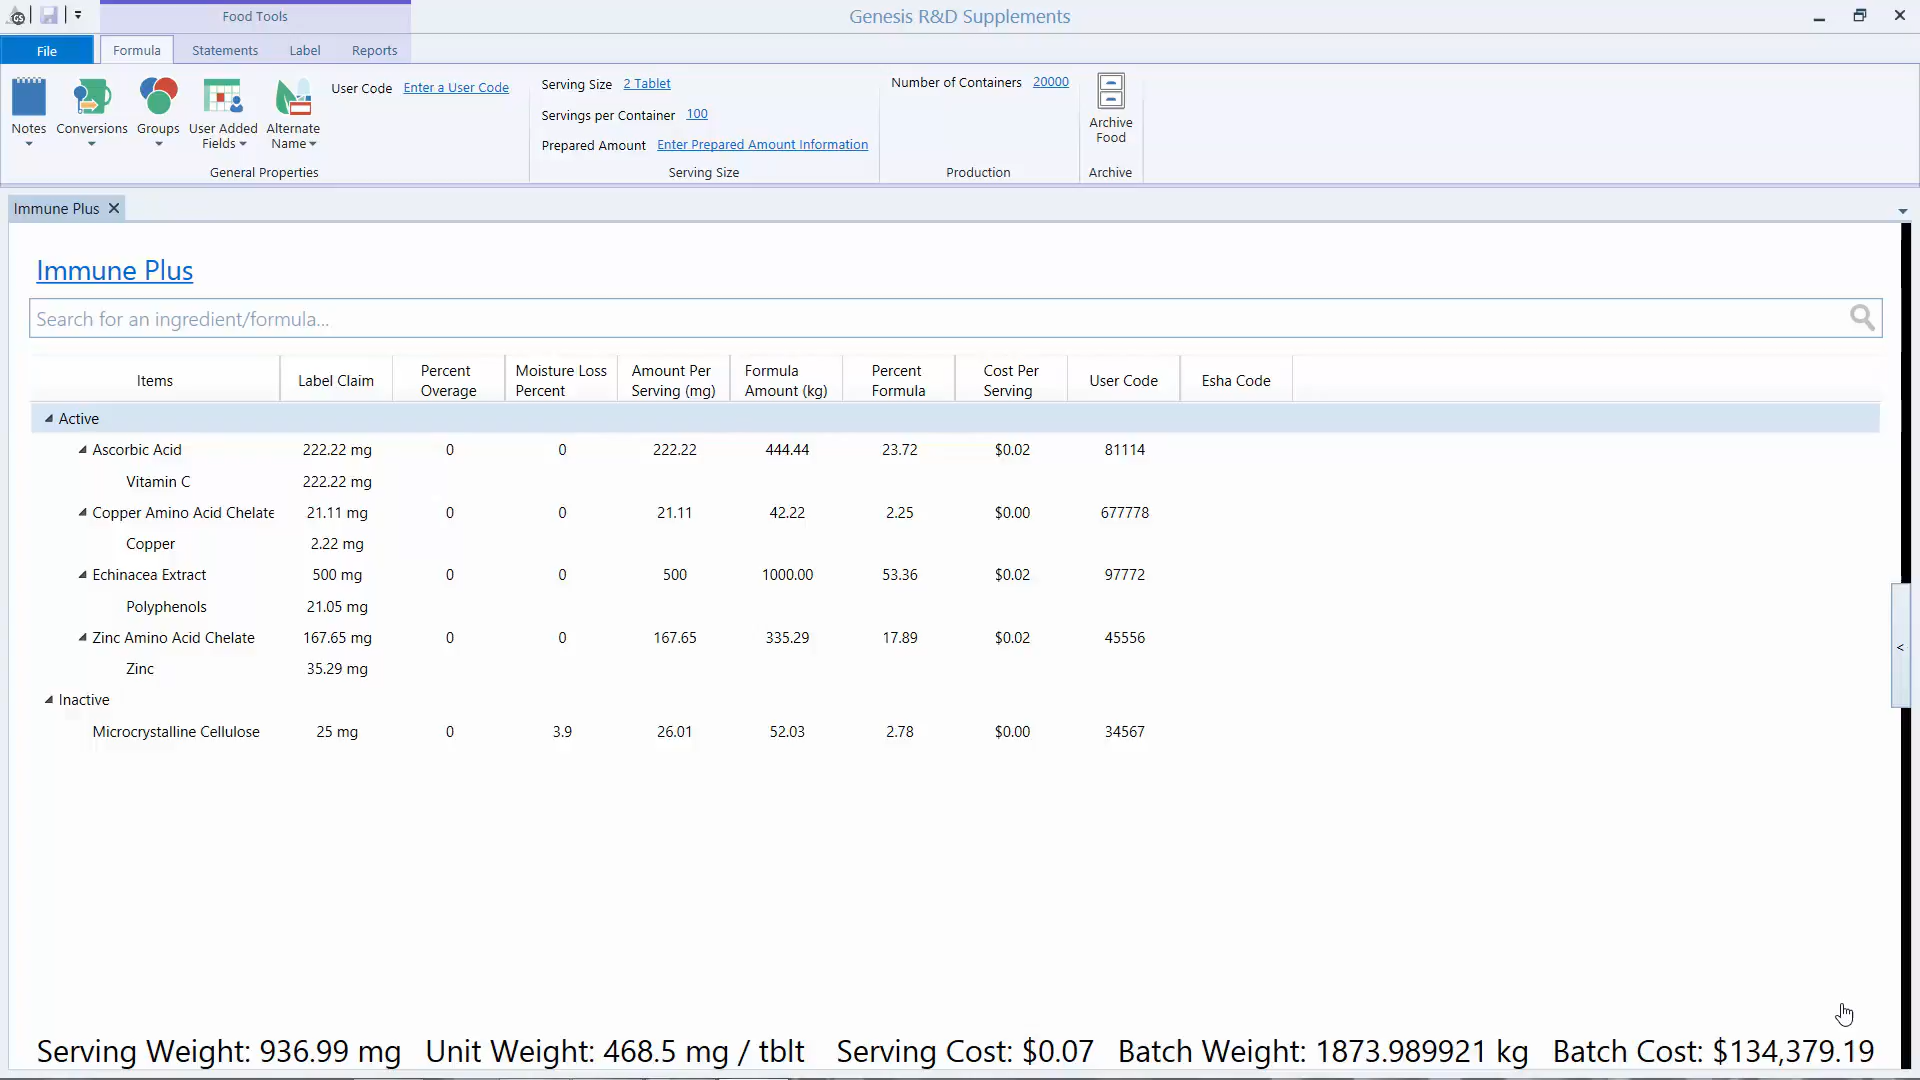 GS
Food Tools
Genesis R&D Supplements
File
Formula
Statements
Label
Reports
Notes
Conversions
Groups
User Added
Fields
Alternate
Name
User Code Enter a User Code
General Properties
Serving Size 2 Tablet
Servings per Container 100
Prepared Amount Enter Prepared Amount Information
Serving Size
Number of Containers 20000
Production
Archive
Food
Archive
Immune Plus
Immune Plus
Search for an ingredient/formula...
Items
Label Claim
Percent
Overage
Moisture Loss
Percent
Amount Per
Serving (mg)
Formula
Amount (kg)
Percent
Formula
Cost Per
Serving
User Code
Esha Code
Active
Ascorbic Acid 222.22 mg 0 0 222.22 444.44 23.72 $0.02 81114
Vitamin C 222.22 mg
Copper Amino Acid Chelate 21.11 mg 0 0 21.11 42.22 2.25 $0.00 677778
Copper 2.22 mg
Echinacea Extract 500 mg 0 0 500 1000.00 53.36 $0.02 97772
Polyphenols 21.05 mg
Zinc Amino Acid Chelate 167.65 mg 0 0 167.65 335.29 17.89 $0.02 45556
Zinc 35.29 mg
Inactive
Microcrystalline Cellulose 25 mg 0 3.9 26.01 52.03 2.78 $0.00 34567
<
Serving Weight: 936.99 mg Unit Weight: 468.5 mg / tblt Serving Cost: $0.07 Batch Weight: 1873.989921 kg Batch Cost: $134,379.19